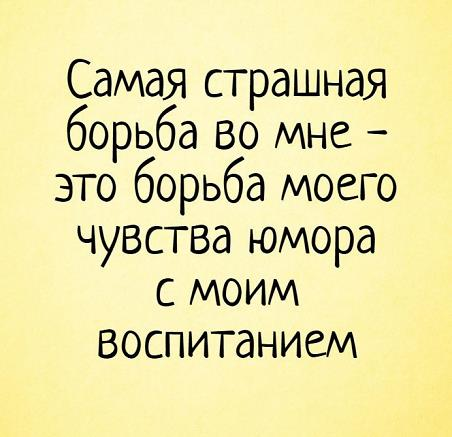 Самая страшная
борьба во мне –
это борьба моего
чувства юмора
с моим
воспитанием